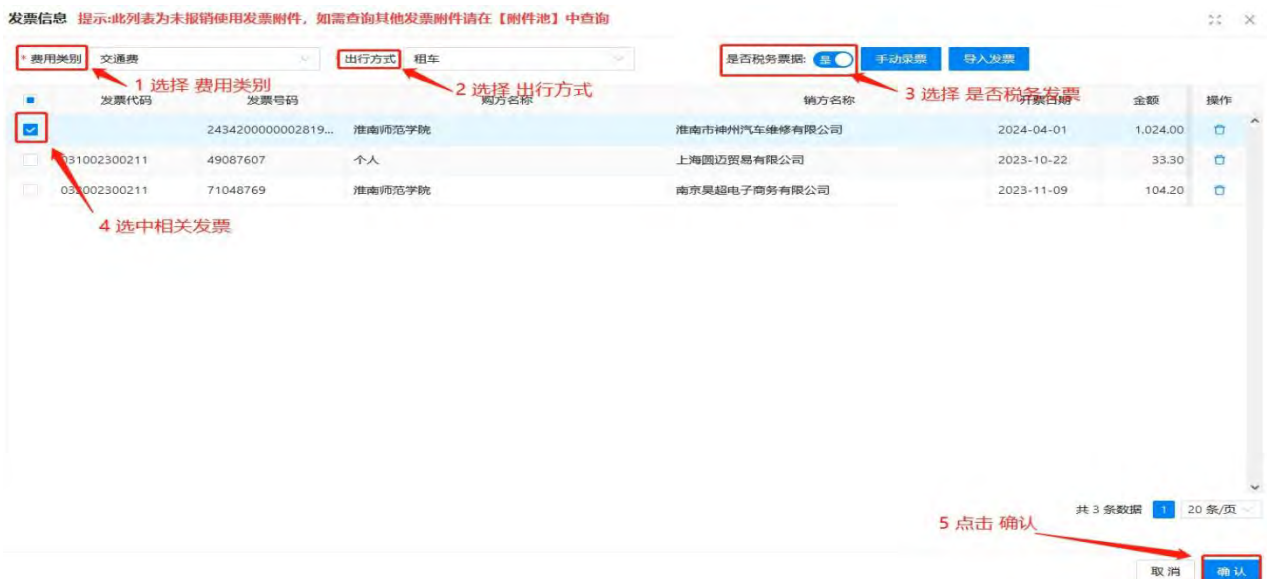 发票信息 提示:此列表为未报销使用发票附件，如需查询其他发票附件请在【附件池】中查询
* 费用类别 交通费 出行方式 租车 是否税务票据: 是 手动录票 导入发票
1 选择 费用类别 2 选择 出行方式 3 选择 是否税务发票
发票代码 发票号码 购方名称 销方名称 开票日期 金额 操作
2434200000002819... 淮南师范学院 淮南市神州汽车维修有限公司 2024-04-01 1,024.00
031002300211 49087607 个人 上海圆迈贸易有限公司 2023-10-22 33.30
032002300211 71048769 淮南师范学院 南京昊超电子商务有限公司 2023-11-09 104.20
4 选中相关发票
共 3 条数据 1 20 条/页
5 点击 确认
取消 确认